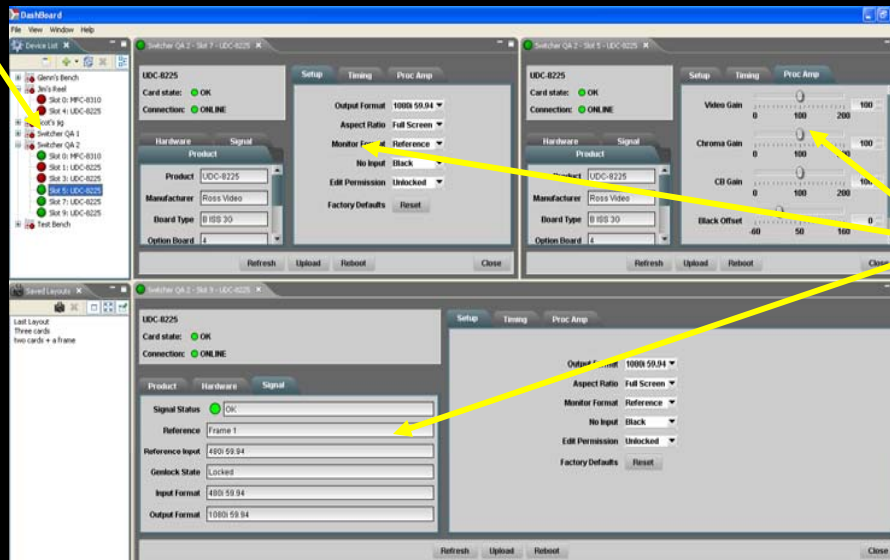 DashBoard
File View Window Help
Device List
Glenn's Bench
Jim's Reel
Slot 0: MFC-8310
Slot 4: UDC-8225
Scot's Jig
Switcher QA 1
Switcher QA 2
Slot 0: MFC-8310
Slot 1: UDC-8225
Slot 3: UDC-8225
Slot 5: UDC-8225
Slot 7: UDC-8225
Slot 9: UDC-8225
Test Bench
Saved Layouts
Last Layout
Three cards
two cards + a frame
Switcher QA 2 - Slot 7 - UDC-8225
UDC-8225
Card state: OK
Connection: ONLINE
Hardware Signal
Product
Product UDC-8225
Manufacturer Ross Video
Board Type
Option Board 4
Setup Timing Proc Amp
Output Format 1080i 59.94
Aspect Ratio Full Screen
Monitor Format Reference
No Input Black
Edit Permission Unlocked
Factory Defaults Reset
Refresh Upload Reboot Close
Switcher QA 2 - Slot 5 - UDC-8225
UDC-8225
Card state: OK
Connection: ONLINE
Hardware Signal
Product
Product UDC-8225
Manufacturer Ross Video
Board Type
Option Board 4
Setup Timing Proc Amp
Video Gain 100
0 100 200
Chroma Gain 100
0 100
CB Gain 100
0 100 200
Black Offset 0
-60 50 160
Refresh Upload Reboot Close
Switcher QA 2 - Slot 9 - UDC-8225
UDC-8225
Card state: OK
Connection: ONLINE
Product Hardware Signal
Signal Status OK
Reference Frame 1
Reference Input 480i 59.94
Genlock State Locked
Input Format 480i 59.94
Output Format 1080i 59.94
Setup Timing Proc Amp
Output Format 1080i 59.94
Aspect Ratio Full Screen
Monitor Format Reference
No Input Black
Edit Permission Unlocked
Factory Defaults Reset
Refresh Upload Reboot Close